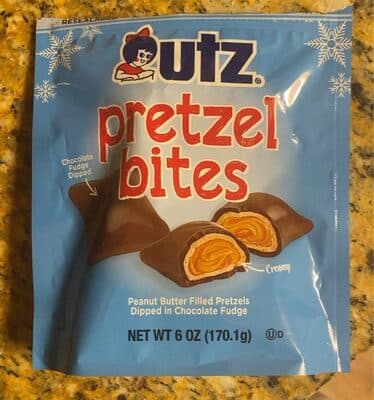 utz®
pretzel
bites
Chocolate
Fudge
Dipped
Creamy
Peanut Butter Filled Pretzels
Dipped in Chocolate Fudge
NET WT 6 OZ (170.1g)
UD